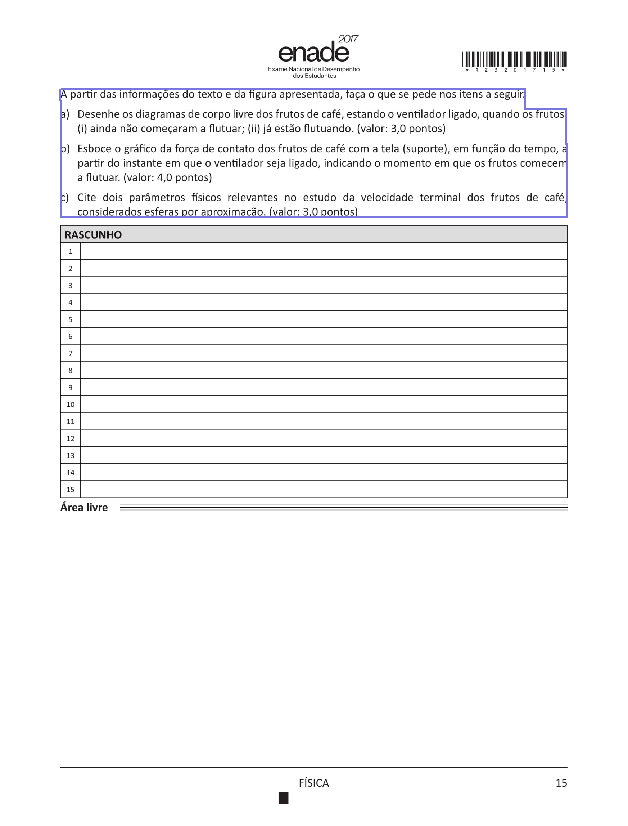 2017
enade
Exame Nacional de Desempenho
dos Estudantes
*R2320171915*
A partir das informações do texto e da figura apresentada, faça o que se pede nos itens a seguir.
a) Desenhe os diagramas de corpo livre dos frutos de café, estando o ventilador ligado, quando os frutos
(i) ainda não começaram a flutuar; (ii) já estão flutuando. (valor: 3,0 pontos)
b) Esboce o gráfico da força de contato dos frutos de café com a tela (suporte), em função do tempo, a
partir do instante em que o ventilador seja ligado, indicando o momento em que os frutos comecem
a flutuar. (valor: 4,0 pontos)
c) Cite dois parâmetros físicos relevantes no estudo da velocidade terminal dos frutos de café,
considerados esferas por aproximação. (valor: 3,0 pontos)
RASCUNHO
1
2
3
4
5
6
7
8
9
10
11
12
13
14
15
Área livre
FÍSICA 15